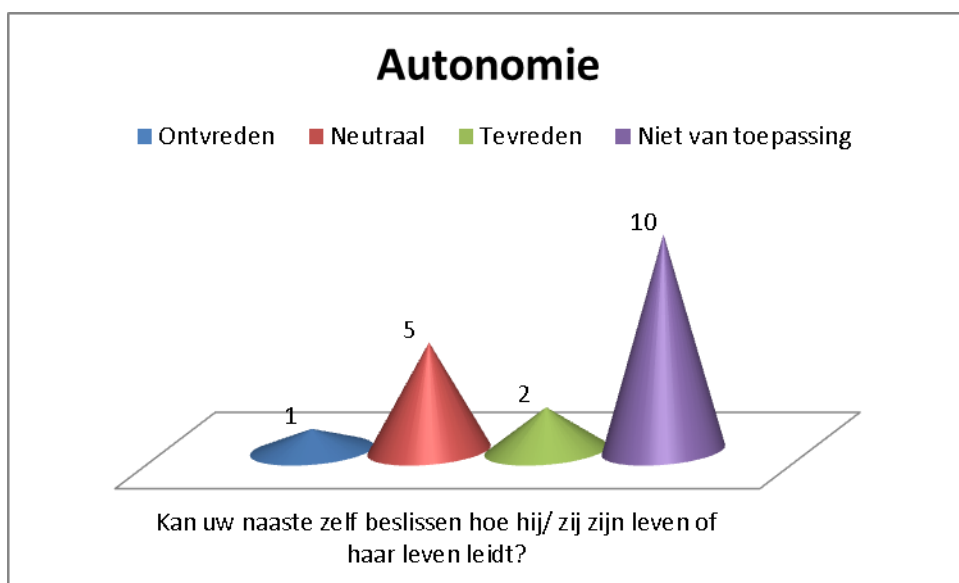 Autonomie
Ontvreden Neutraal Tevreden Niet van toepassing
10
5
2
1
Kan uw naaste zelf beslissen hoe hij/ zij zijn leven of
haar leven leidt?